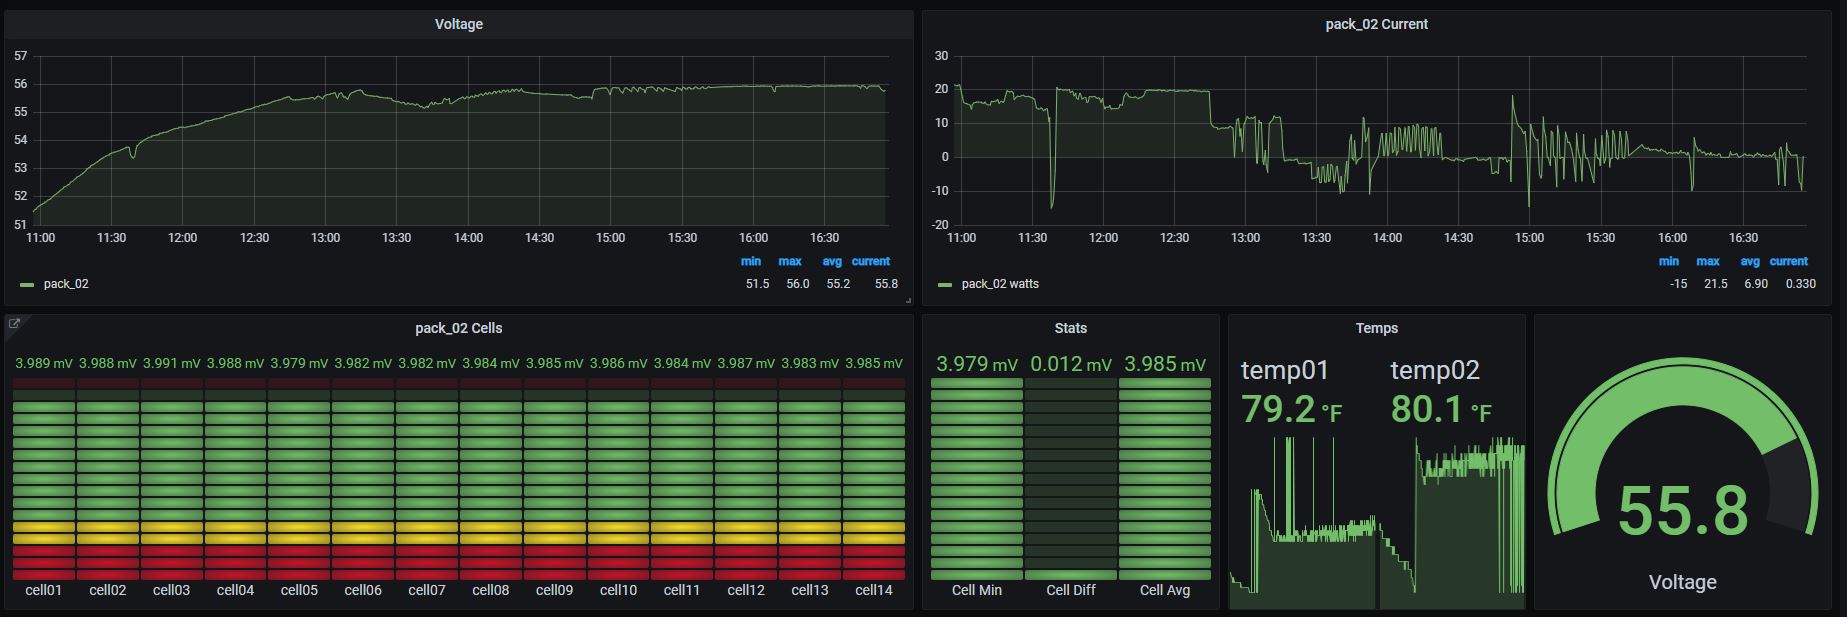 Voltage
57
56
55
54
53
52
51
11:00 11:30 12:00 12:30 13:00 13:30 14:00 14:30 15:00 15:30 16:00 16:30
min max avg current
pack_02 51.5 56.0 55.2 55.8
pack_02 Current
30
20
10
0
-10
-20
11:00 11:30 12:00 12:30 13:00 13:30 14:00 14:30 15:00 15:30 16:00 16:30
min max avg current
pack_02 watts -15 21.5 6.90 0.330
pack_02 Cells
3.989 mV 3.988 mV 3.991 mV 3.988 mV 3.979 mV 3.982 mV 3.982 mV 3.984 mV 3.985 mV 3.986 mV 3.984 mV 3.987 mV 3.983 mV 3.985 mV
cell01 cell02 cell03 cell04 cell05 cell06 cell07 cell08 cell09 cell10 cell11 cell12 cell13 cell14
Stats
3.979 mV 0.012 mV 3.985 mV
Cell Min Cell Diff Cell Avg
Temps
temp01 temp02
79.2 °F 80.1 °F
55.8
Voltage